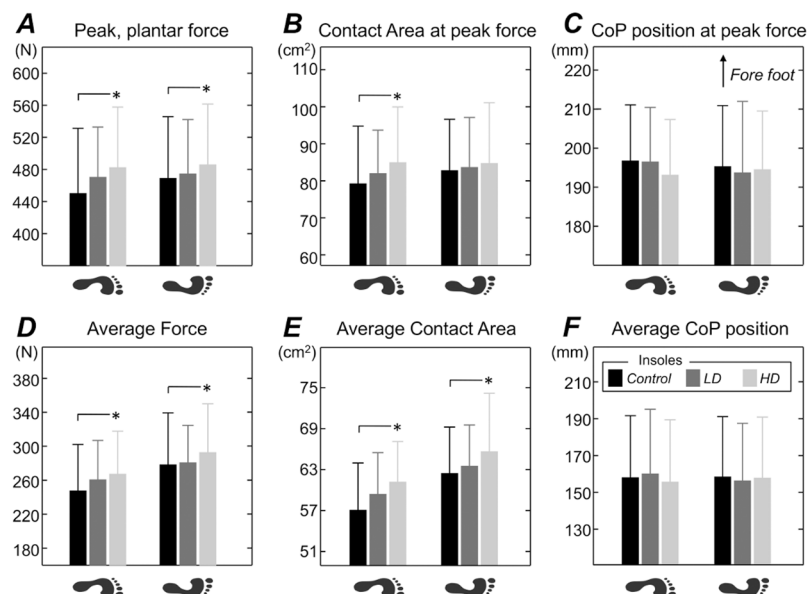 A Peak, plantar force
(N)
600
560
520
480
440
400
* *
B Contact Area at peak force
(cm²)
120
100
90
80
70
60
*
C CoP position at peak force
(mm)
220
210
200
190
180
Fore foot
D Average Force
(N)
380
340
300
260
220
180
* *
E Average Contact Area
(cm²)
75
69
63
57
51
* *
F Average CoP position
(mm)
210
190
170
150
130
Insoles
Control LD HD